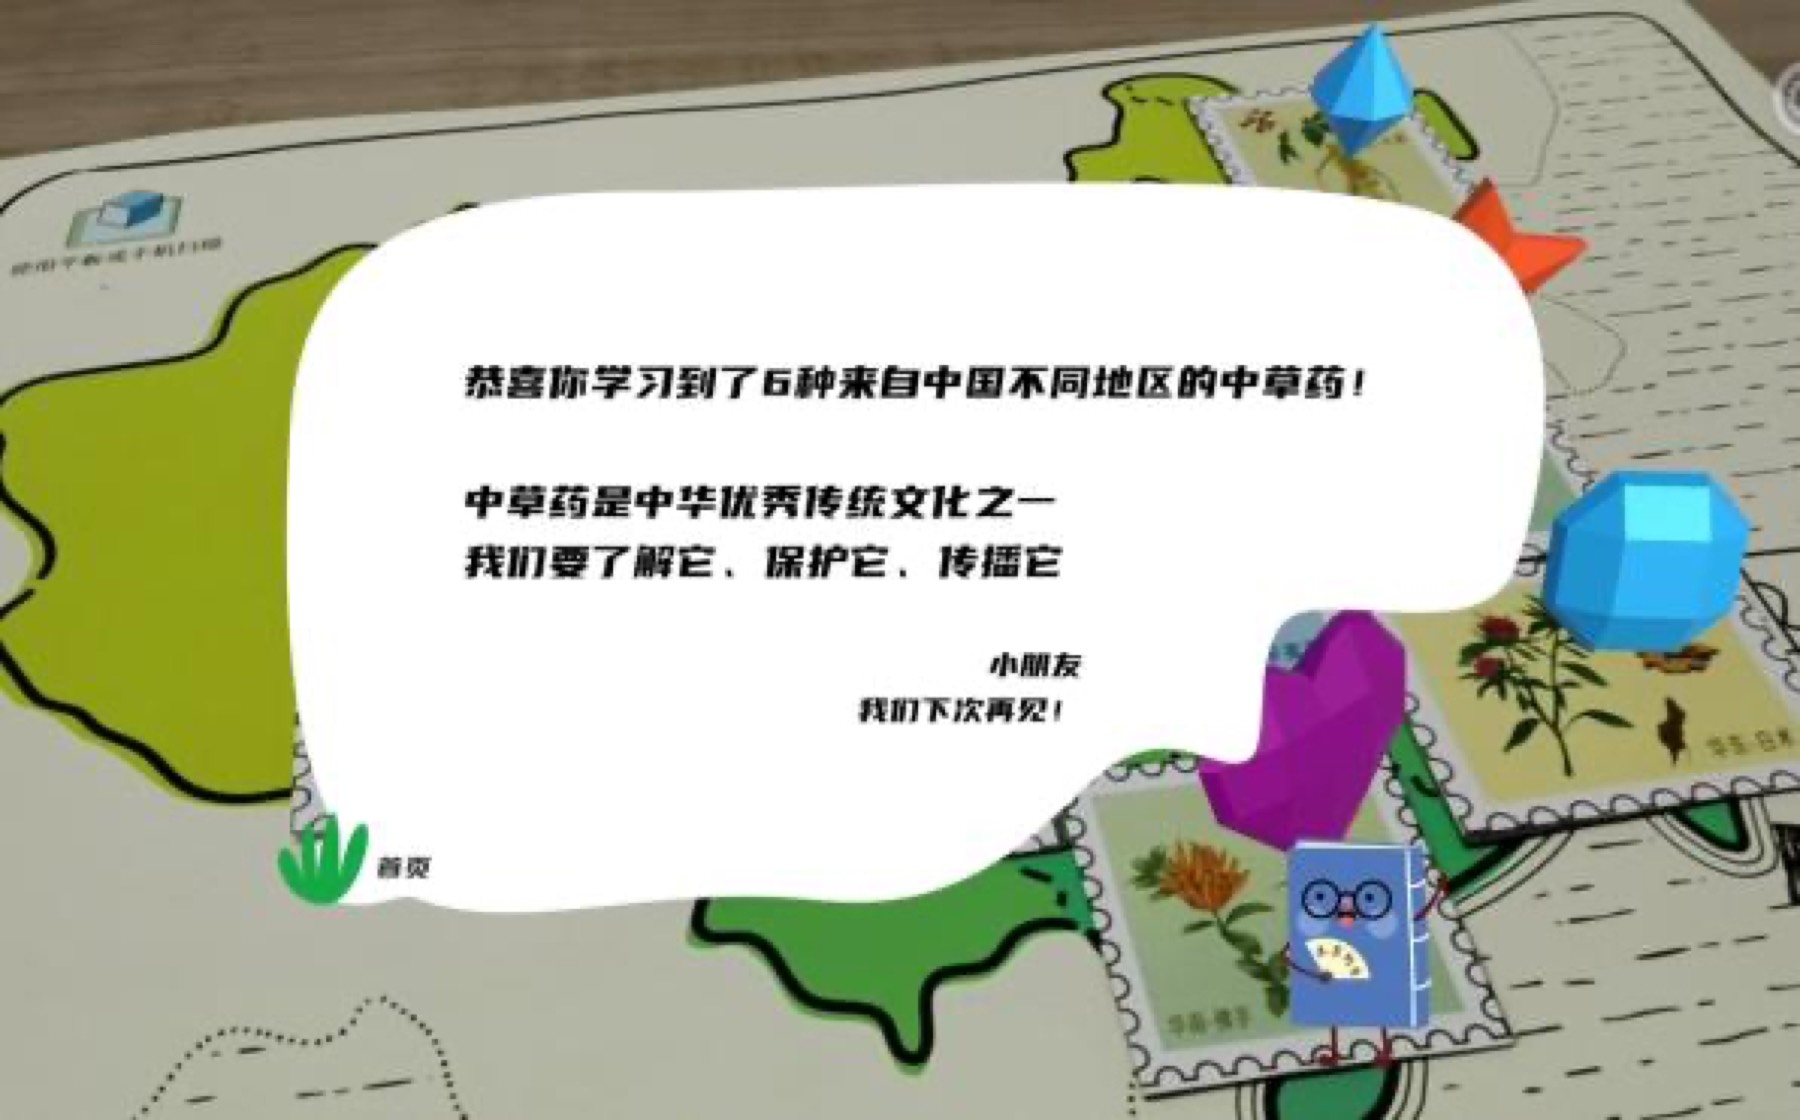 恭喜你学习到了6种来自中国不同地区的中草药！
中草药是中华优秀传统文化之一
我们要了解它、保护它、传播它
小朋友
我们下次再见！
首页